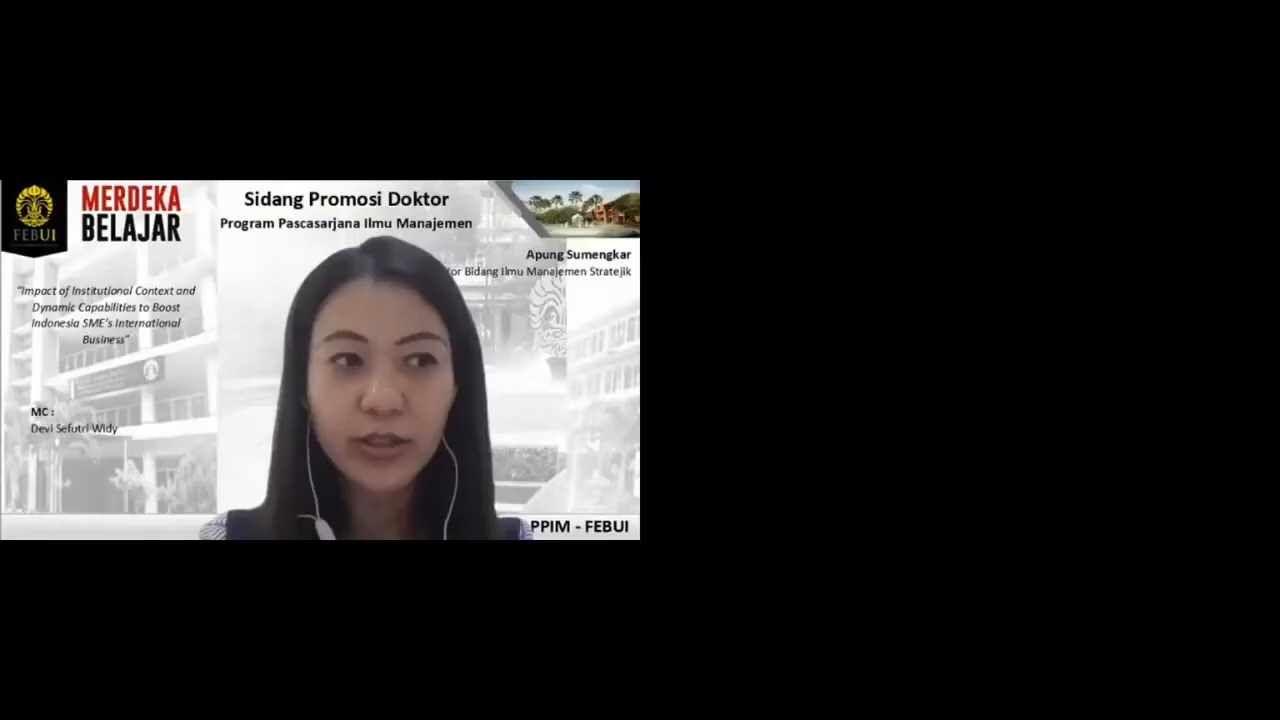 FEBUI
MERDEKA
BELAJAR
Sidang Promosi Doktor
Program Pascasarjana Ilmu Manajemen
Apung Sumengkar
Bidang Ilmu Manajemen Stratejik
“Impact of Institutional Context and
Dynamic Capabilities to Boost
Indonesia SME’s International
Business”
MC :
Devi Sefutri Widy
PPIM - FEBUI